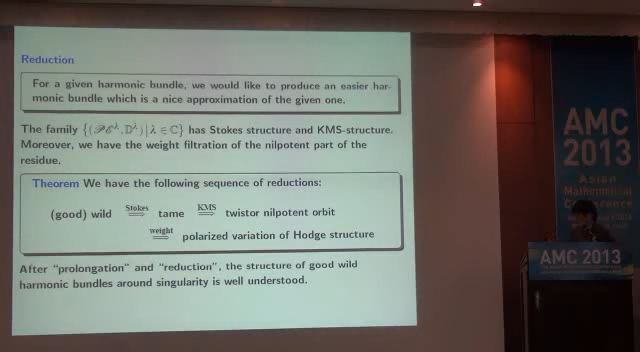 Reduction
For a given harmonic bundle, we would like to produce an easier har-
monic bundle which is a nice approximation of the given one.
The family {(𝒫ℰ^λ, 𝔻^λ) | λ ∈ ℂ} has Stokes structure and KMS-structure.
Moreover, we have the weight filtration of the nilpotent part of the
residue.
Theorem We have the following sequence of reductions:
(good) wild ⇒ Stokes tame ⇒ KMS twistor nilpotent orbit
⇒ weight polarized variation of Hodge structure
After “prolongation” and “reduction”, the structure of good wild
harmonic bundles around singularity is well understood.
AMC
2013
Asian
Mathematical
Conference
AMC 2013